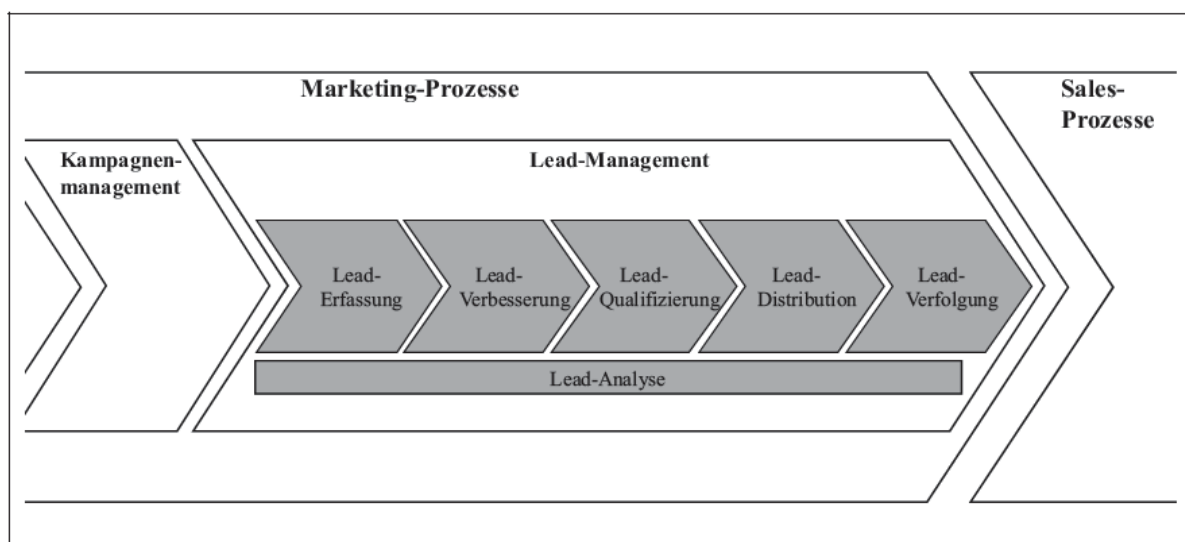 Marketing-Prozesse
Sales-
Prozesse
Kampagnen-
management
Lead-Management
Lead-
Erfassung
Lead-
Verbesserung
Lead-
Qualifizierung
Lead-
Distribution
Lead-
Verfolgung
Lead-Analyse